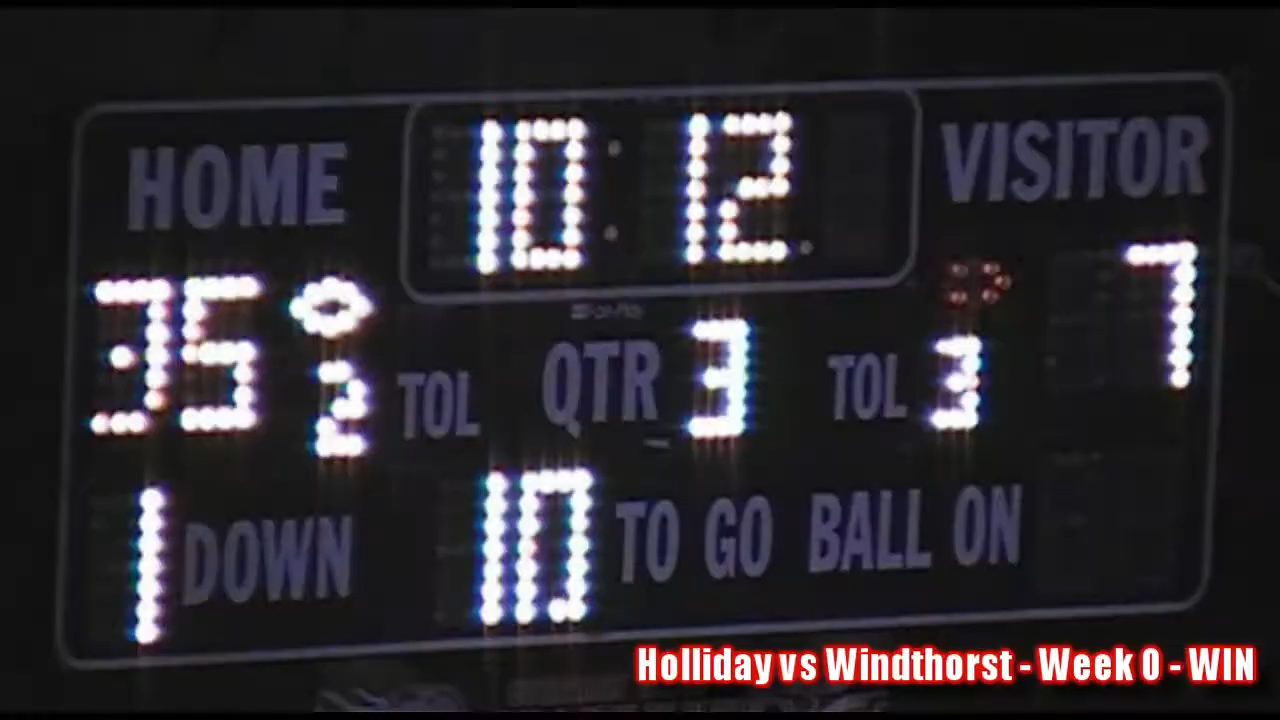 HOME 10:12 VISITOR
35 7
2 TOL QTR 3 TOL 3
1 DOWN 10 TO GO BALL ON
Holliday vs Windthorst - Week 0 - WIN